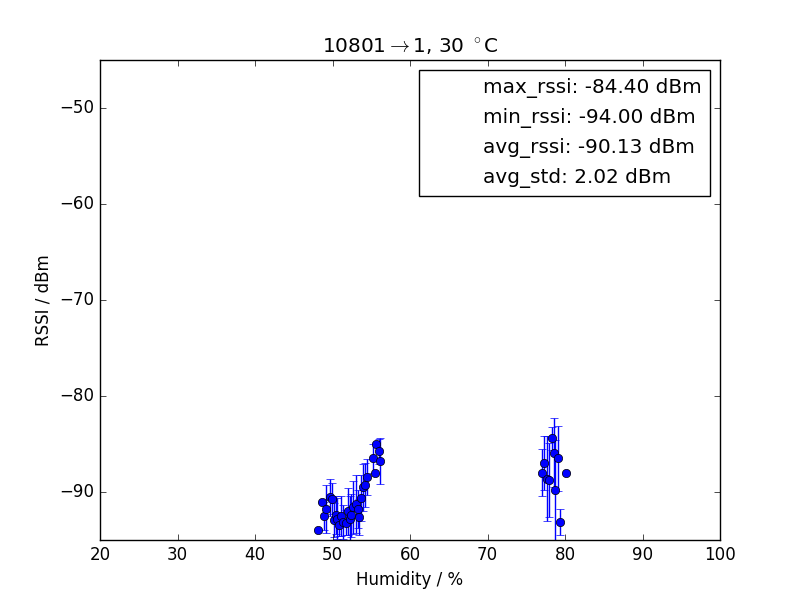 10801→1, 30 °C
max_rssi: -84.40 dBm
min_rssi: -94.00 dBm
avg_rssi: -90.13 dBm
avg_std: 2.02 dBm
RSSI / dBm
−50
−60
−70
−80
−90
20 30 40 50 60 70 80 90 100
Humidity / %